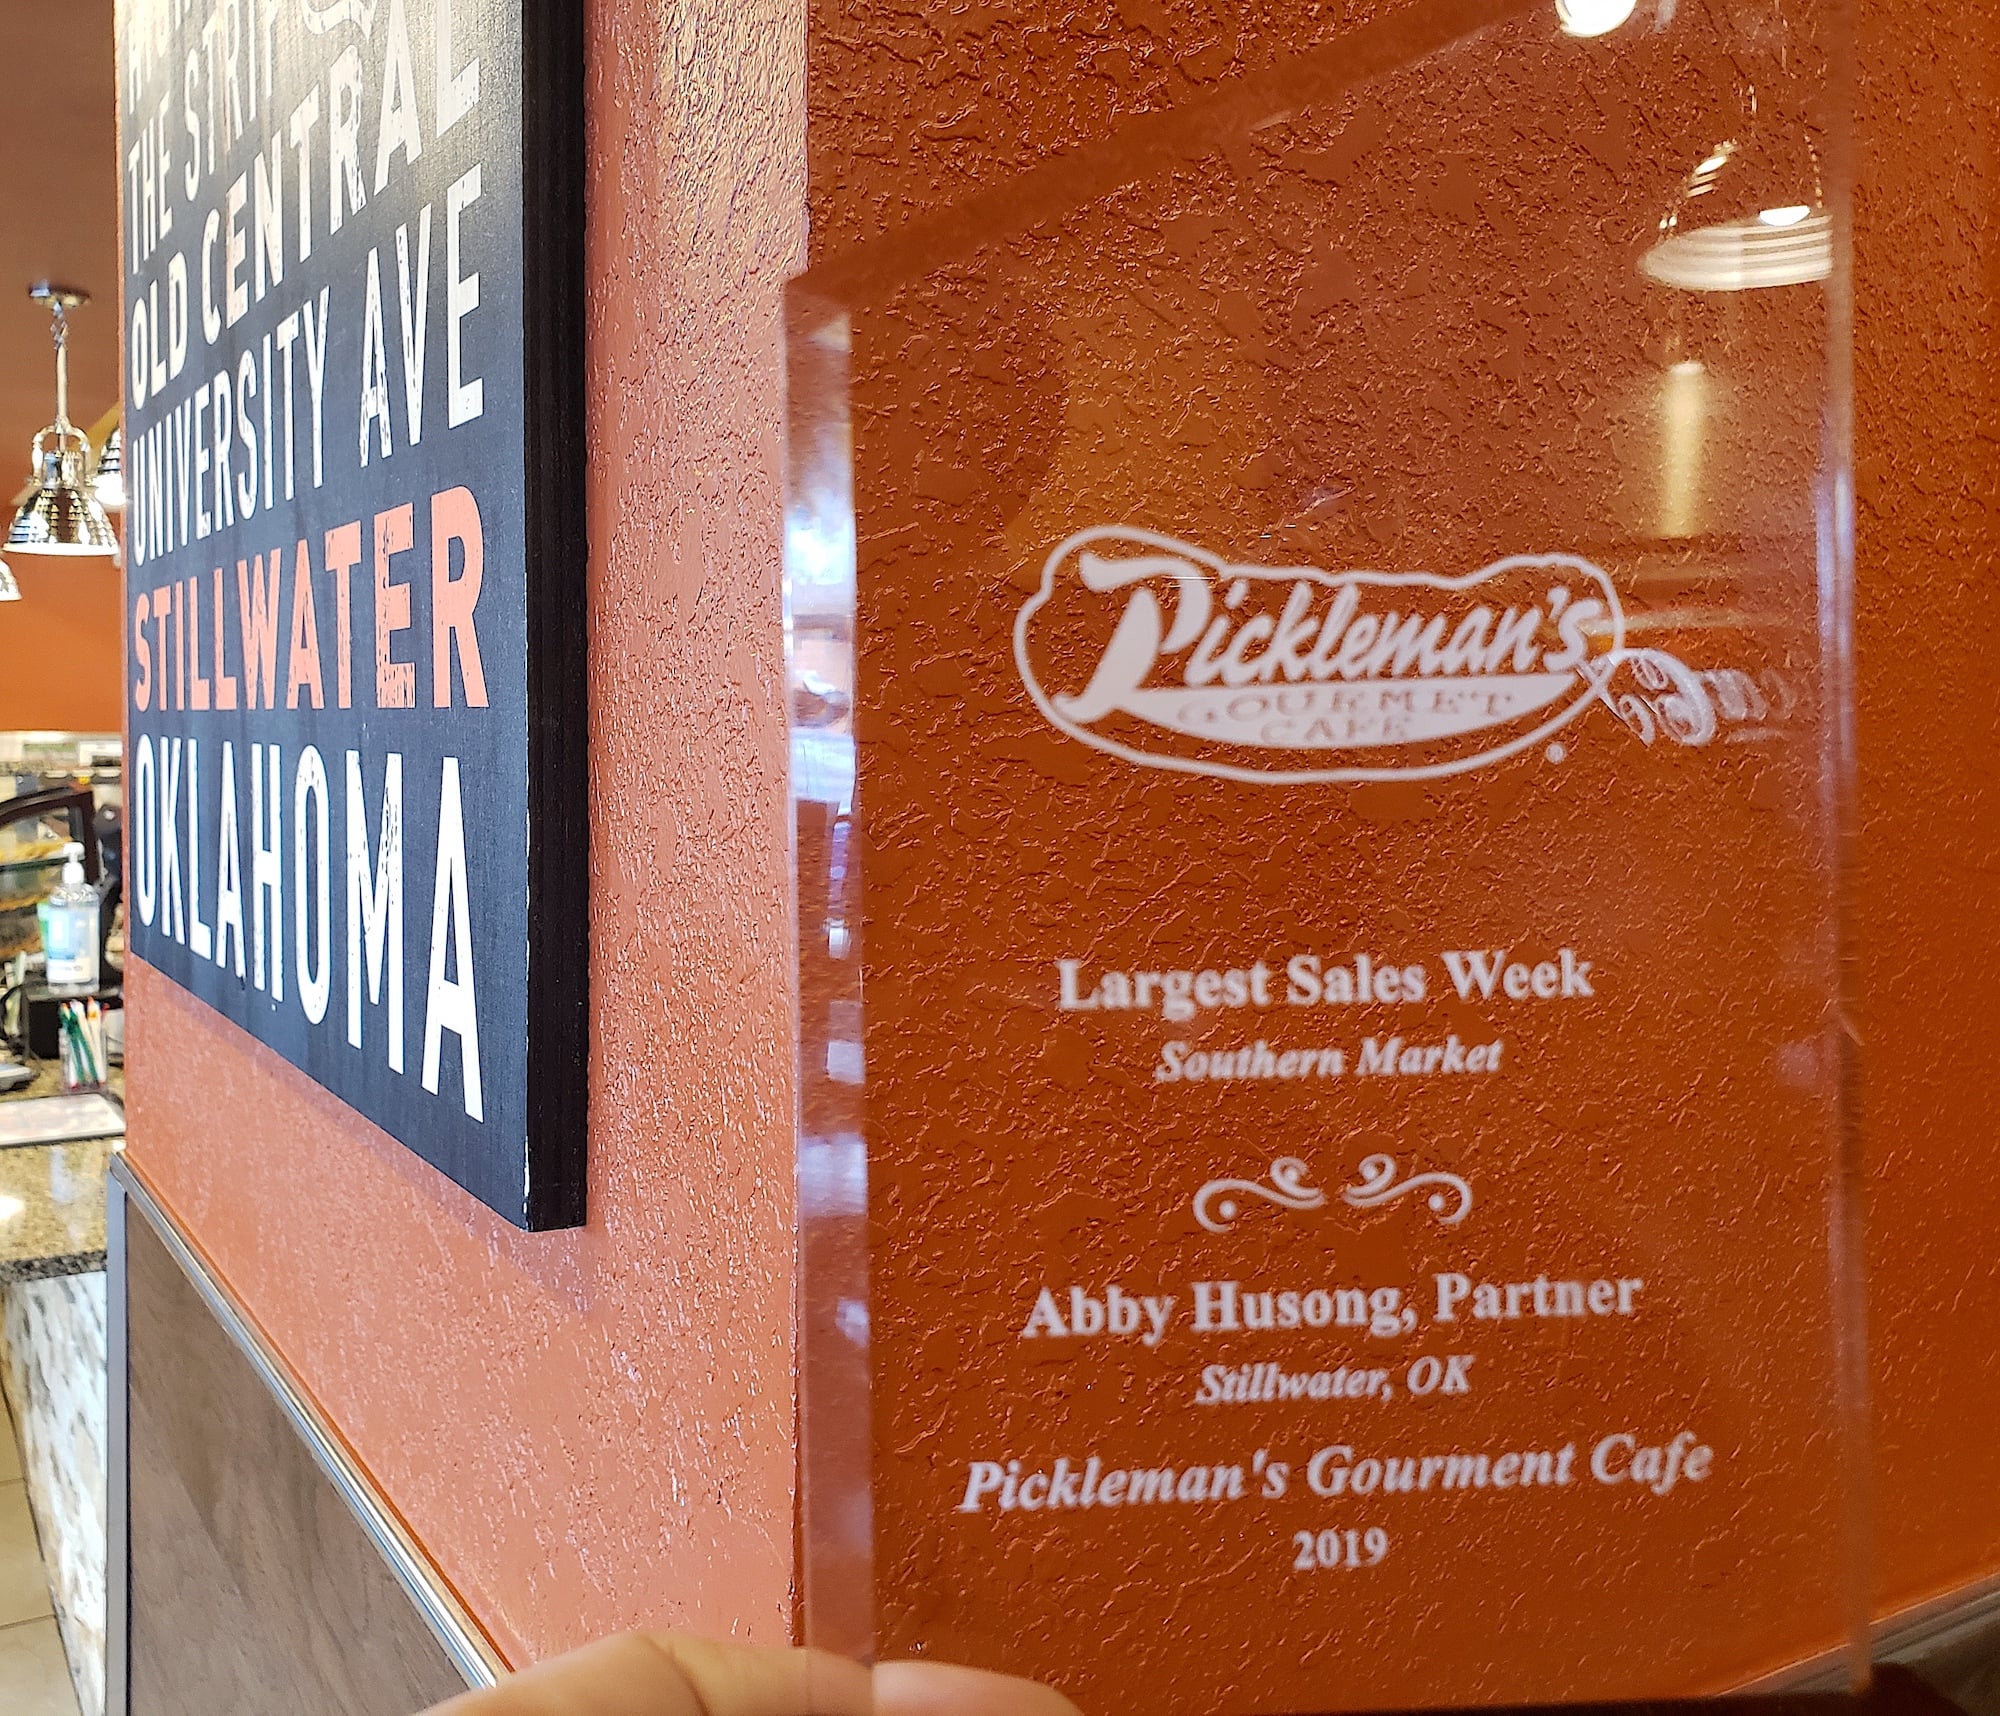 THE STRIP
OLD CENTRAL
UNIVERSITY AVE
STILLWATER
OKLAHOMA
Pickleman's
GOURMET
CAFE
Largest Sales Week
Southern Market
Abby Husong, Partner
Stillwater, OK
Pickleman's Gourment Cafe
2019